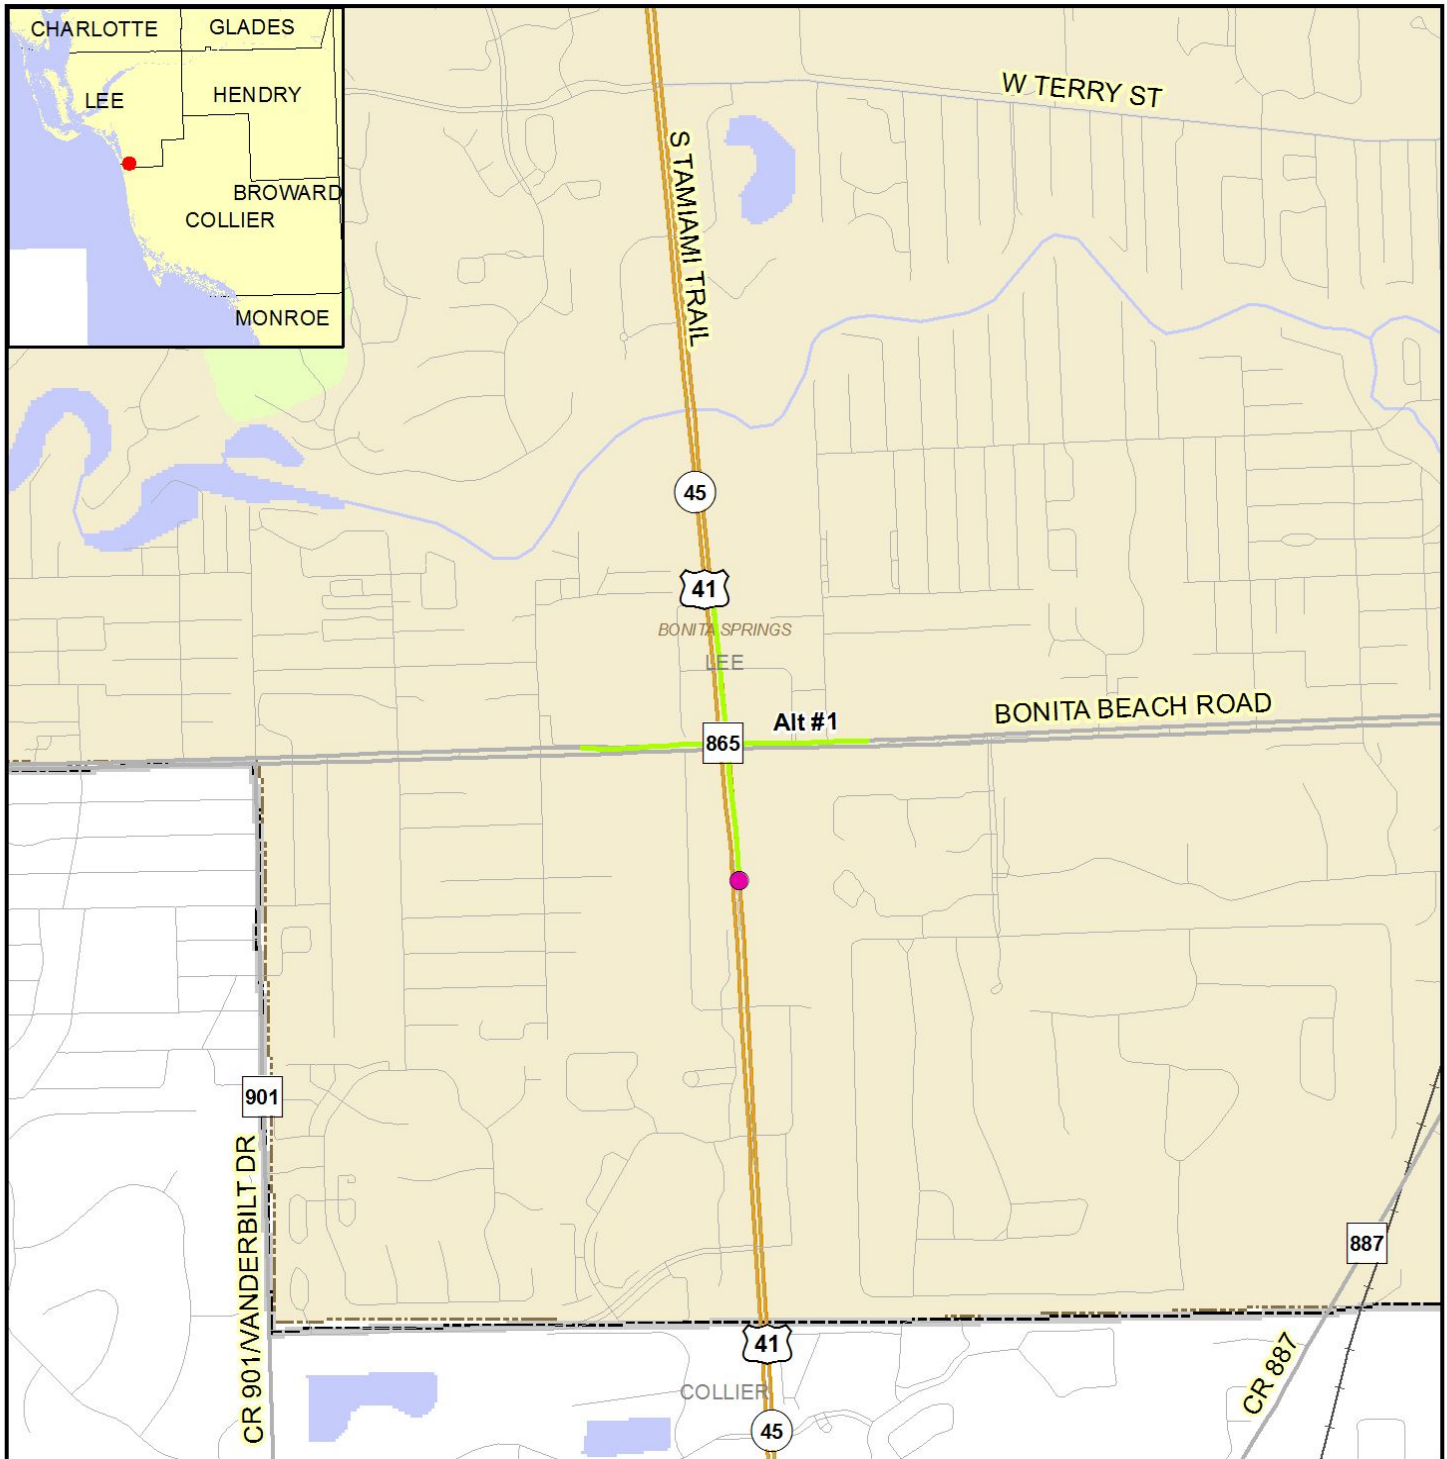 CHARLOTTE
GLADES
LEE
HENDRY
BROWARD
COLLIER
MONROE
W TERRY ST
S TAMIAMI TRAIL
45
41
BONITA SPRINGS
LEE
865
Alt #1
BONITA BEACH ROAD
901
CR 901/VANDERBILT DR
887
CR 887
41
COLLIER
45